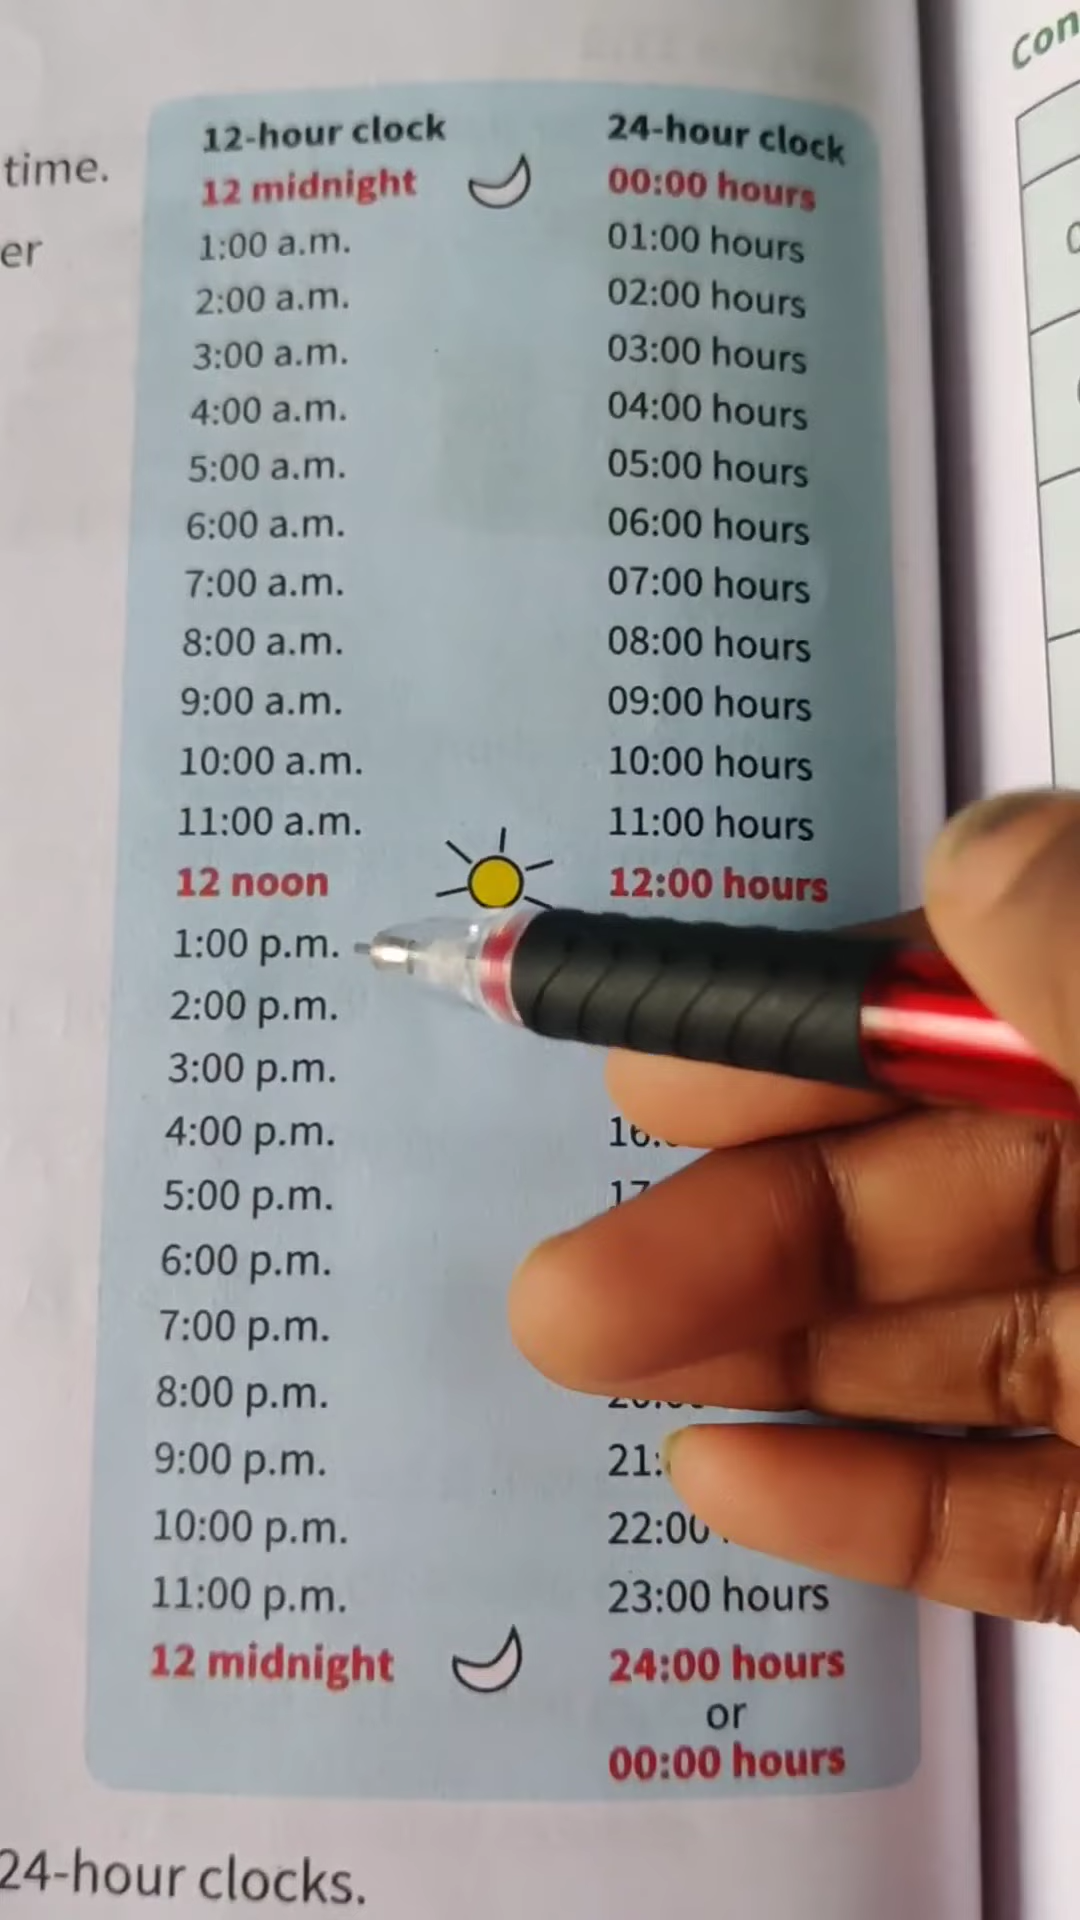 time.
er
12-hour clock 24-hour clock
12 midnight 00:00 hours
1:00 a.m. 01:00 hours
2:00 a.m. 02:00 hours
3:00 a.m. 03:00 hours
4:00 a.m. 04:00 hours
5:00 a.m. 05:00 hours
6:00 a.m. 06:00 hours
7:00 a.m. 07:00 hours
8:00 a.m. 08:00 hours
9:00 a.m. 09:00 hours
10:00 a.m. 10:00 hours
11:00 a.m. 11:00 hours
12 noon 12:00 hours
1:00 p.m.
2:00 p.m.
3:00 p.m.
4:00 p.m.
5:00 p.m. 17
6:00 p.m.
7:00 p.m.
8:00 p.m.
9:00 p.m. 21:
10:00 p.m. 22:00
11:00 p.m. 23:00 hours
12 midnight 24:00 hours
or
00:00 hours
24-hour clocks.
Con